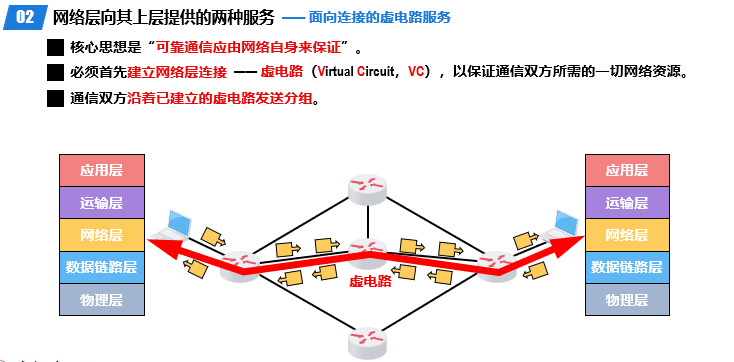 02 网络层向其上层提供的两种服务 —— 面向连接的虚电路服务
核心思想是“可靠通信应由网络自身来保证”。
必须首先建立网络层连接 —— 虚电路（Virtual Circuit，VC），以保证通信双方所需的一切网络资源。
通信双方沿着已建立的虚电路发送分组。
应用层
运输层
网络层
数据链路层
物理层
虚电路
应用层
运输层
网络层
数据链路层
物理层